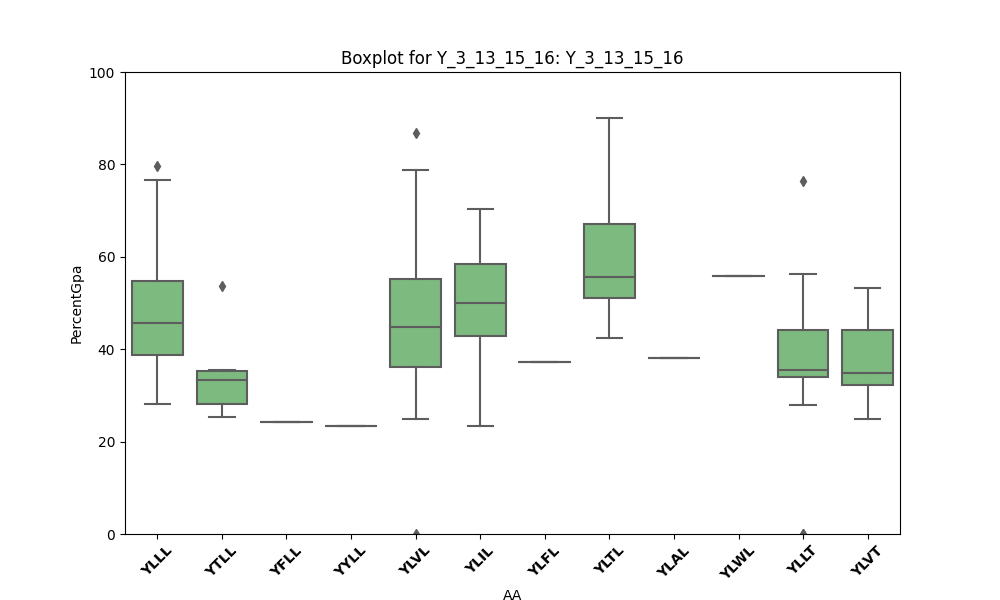 Boxplot for Y_3_13_15_16: Y_3_13_15_16
100
80
60
40
20
0
PercentGpa
YLLL YTLL YFLL YYLL YLVL YLIL YLFL YLTL YLAL YLWL YLLT YLVT
AA